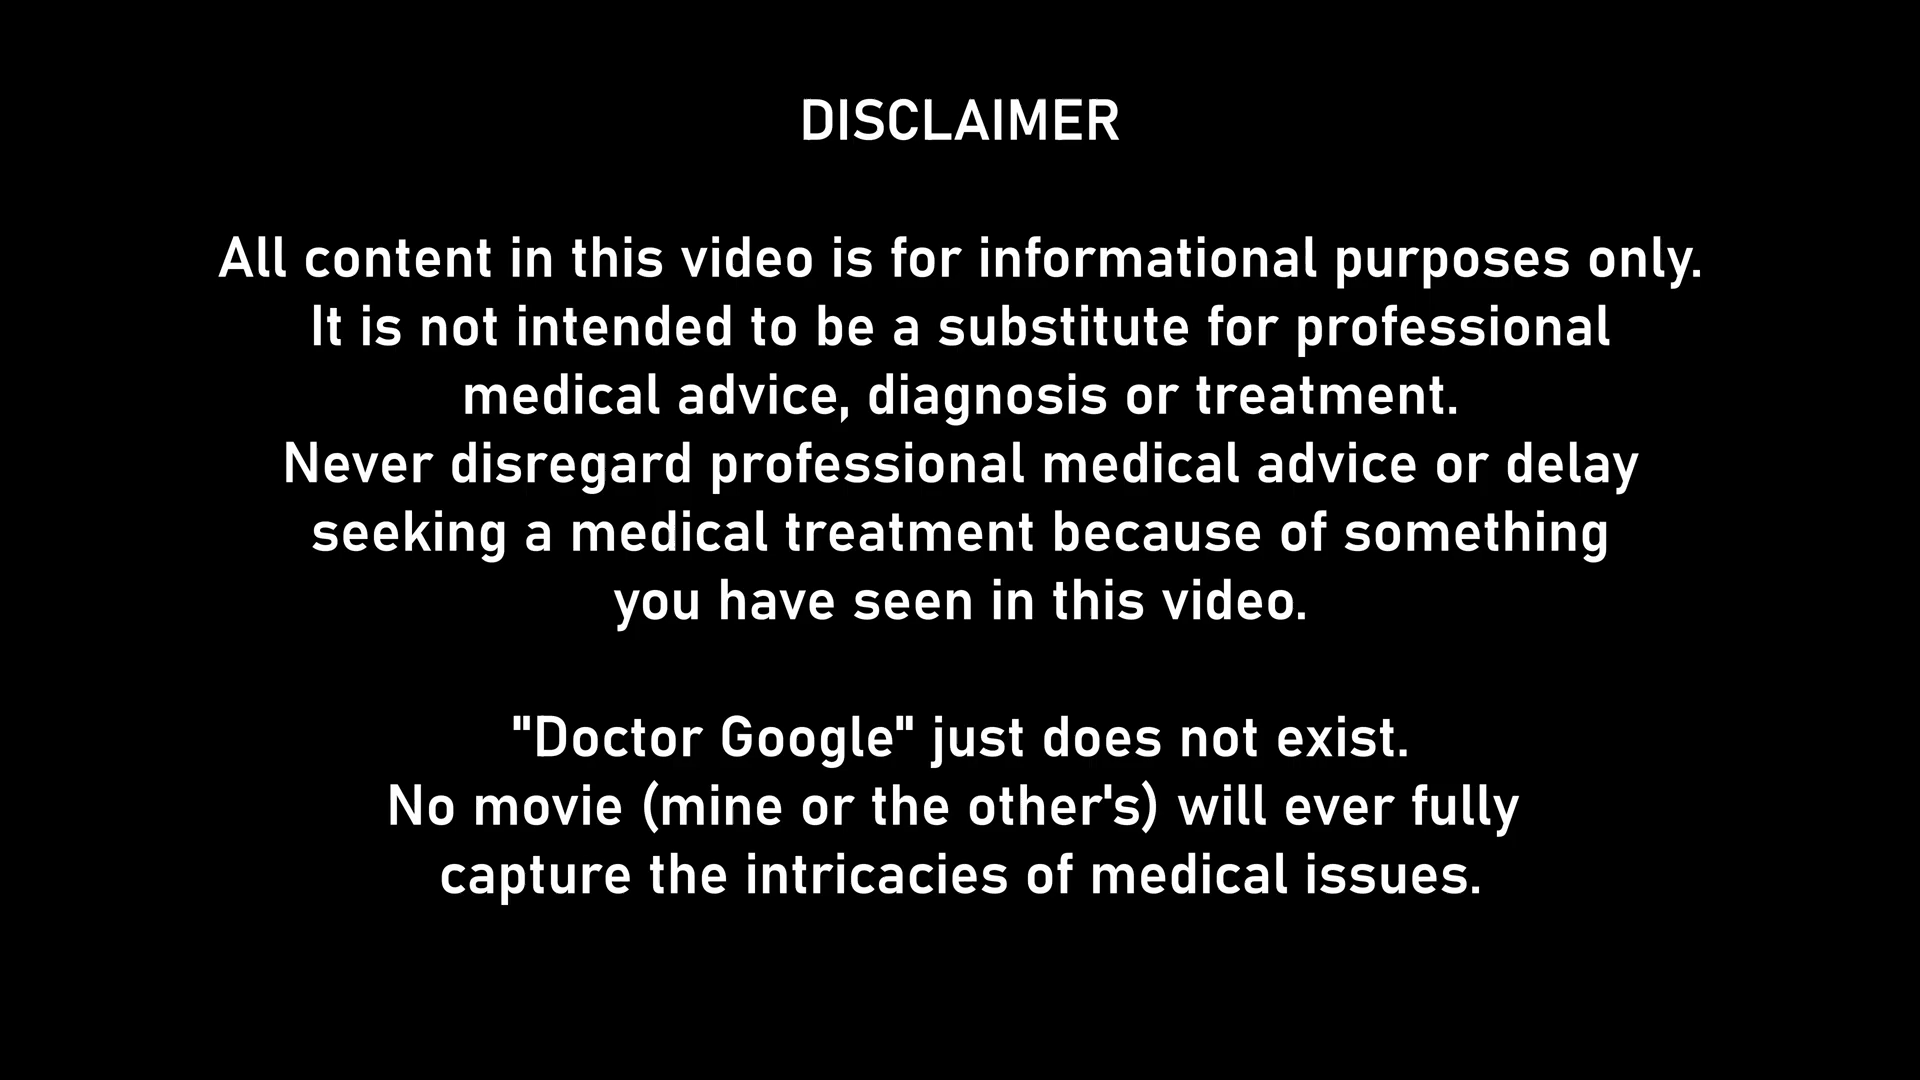 DISCLAIMER
All content in this video is for informational purposes only.
It is not intended to be a substitute for professional
medical advice, diagnosis or treatment.
Never disregard professional medical advice or delay
seeking a medical treatment because of something
you have seen in this video.
"Doctor Google" just does not exist.
No movie (mine or the other's) will ever fully
capture the intricacies of medical issues.